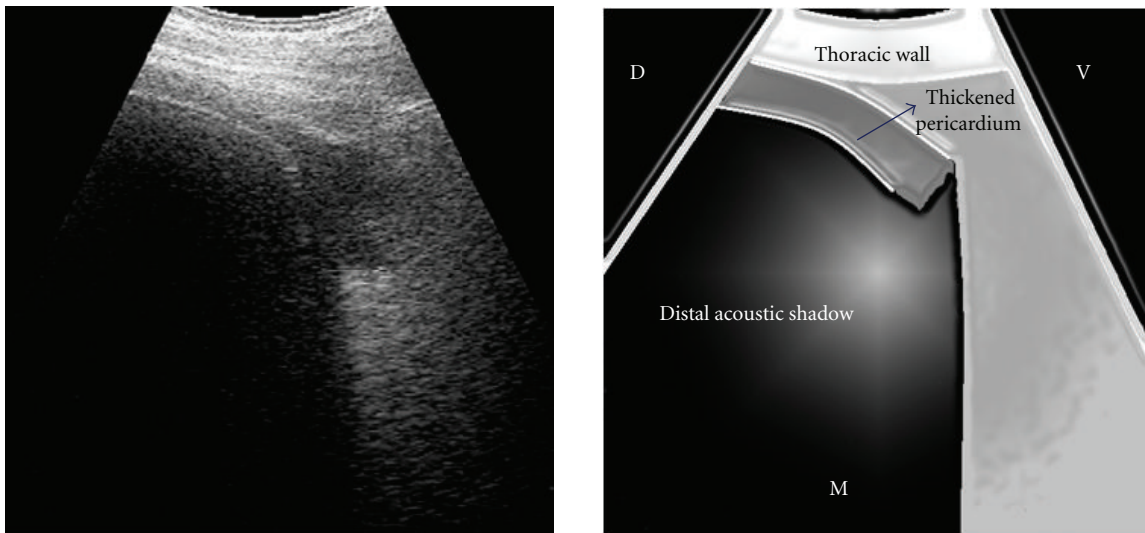 Thoracic wall
D
V
Thickened
pericardium
Distal acoustic shadow
M